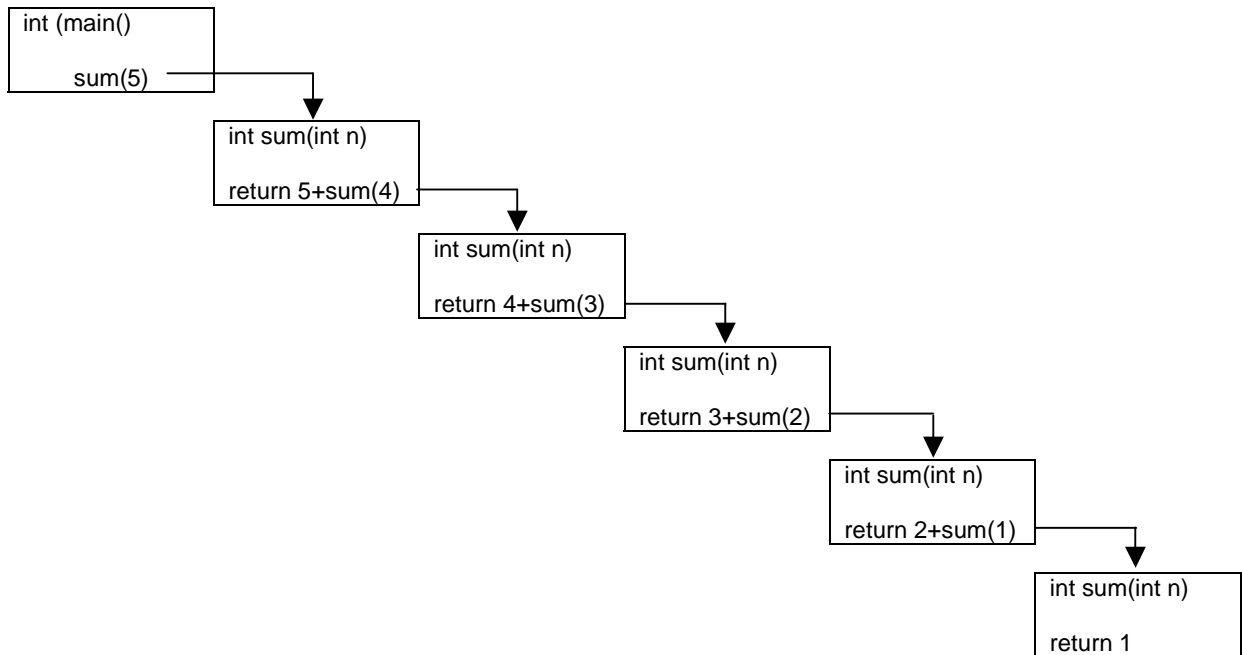 int (main()
sum(5)
int sum(int n)
return 5+sum(4)
int sum(int n)
return 4+sum(3)
int sum(int n)
return 3+sum(2)
int sum(int n)
return 2+sum(1)
int sum(int n)
return 1